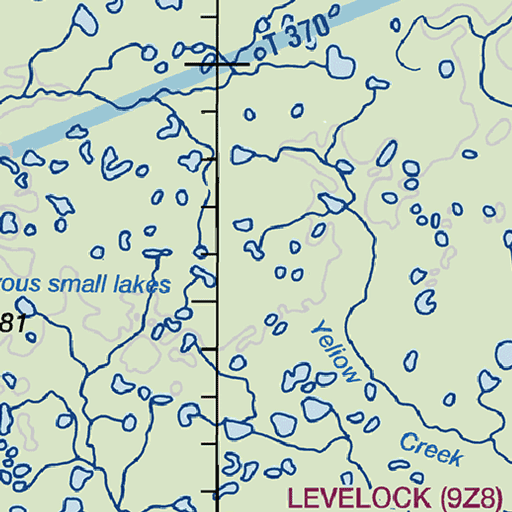 T 370°
rous small lakes
81
Yellow
Creek
LEVELOCK (9Z8)